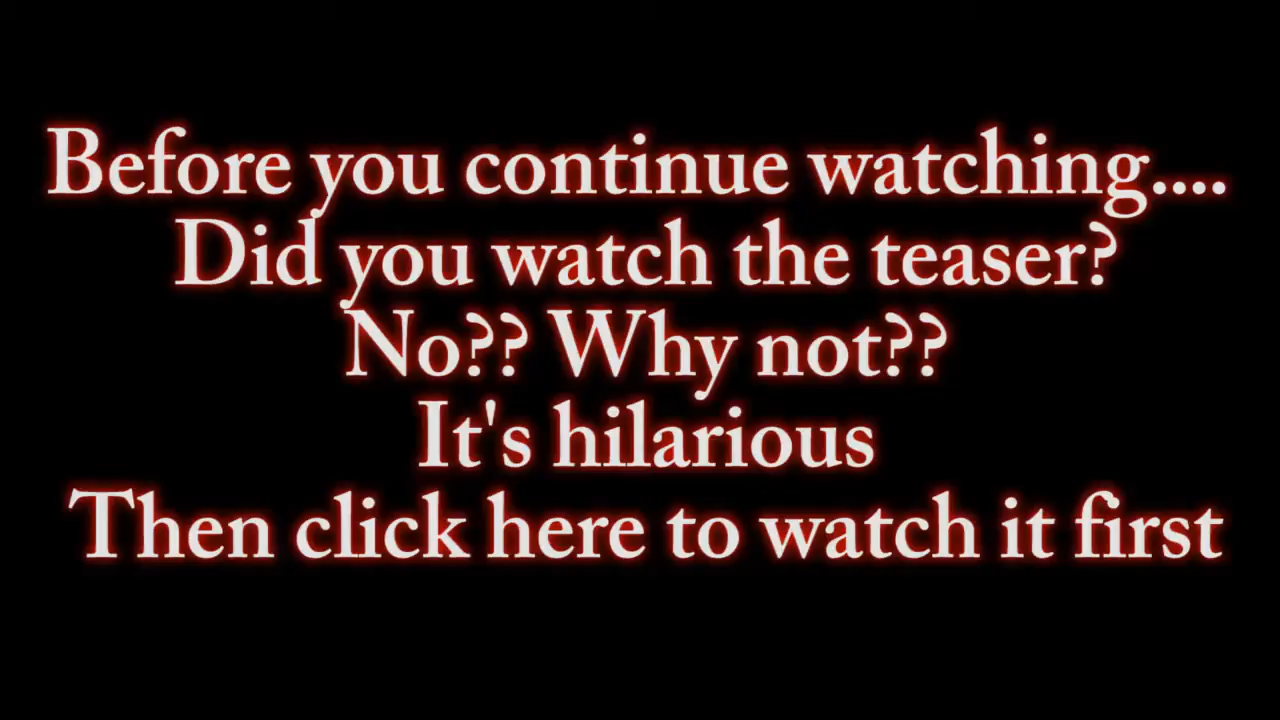 Before you continue watching....
Did you watch the teaser?
No?? Why not??
It's hilarious
Then click here to watch it first